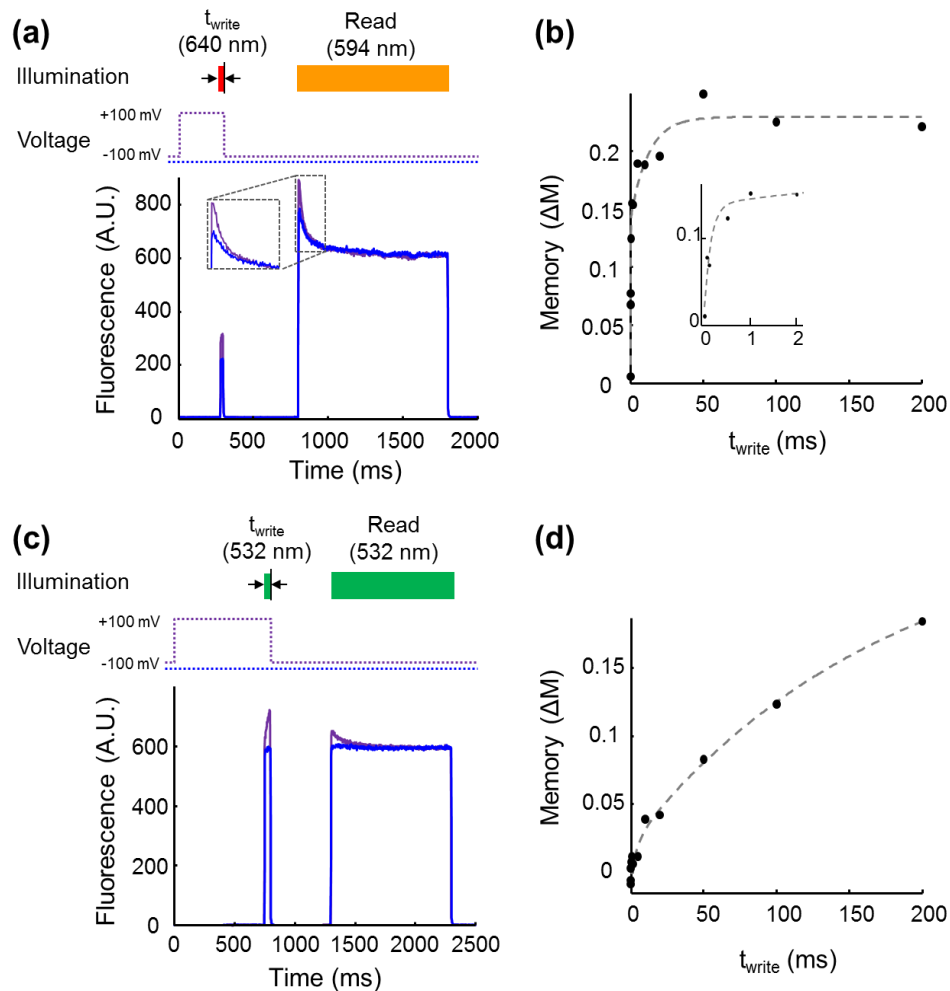 (a)
t_write
(640 nm)
Read
(594 nm)
Illumination
Voltage
+100 mV
-100 mV
Fluorescence (A.U.)
800
600
400
200
0
0 500 1000 1500 2000
Time (ms)
(b)
Memory (ΔM)
0.2
0.15
0.1
0.05
0
0 50 100 150 200
t_write (ms)
0.1
0
0 1 2
(c)
t_write
(532 nm)
Read
(532 nm)
Illumination
Voltage
+100 mV
-100 mV
Fluorescence (A.U.)
600
400
200
0
0 500 1000 1500 2000 2500
Time (ms)
(d)
Memory (ΔM)
0.15
0.1
0.05
0
0 50 100 150 200
t_write (ms)